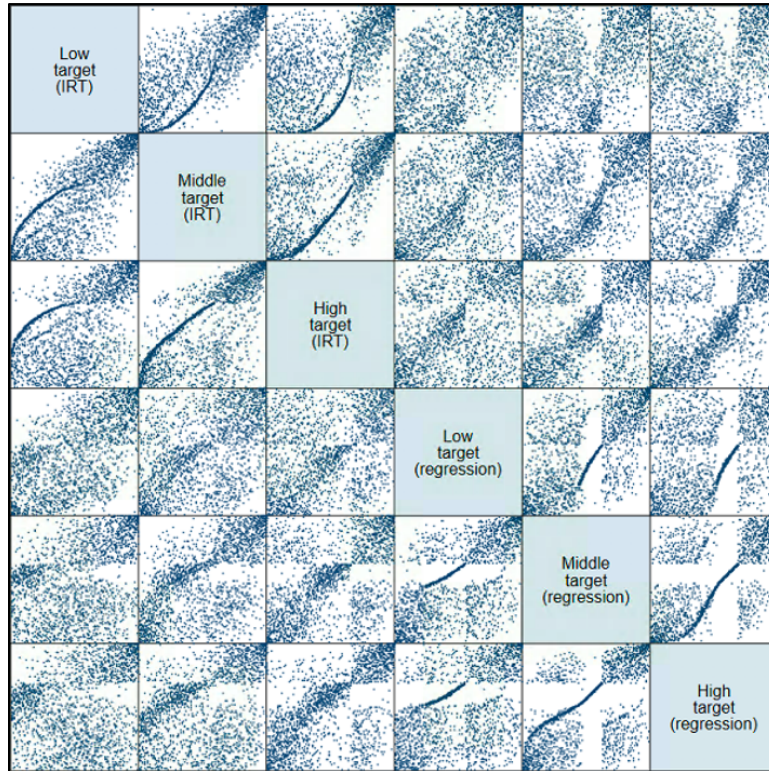 Low
target
(IRT)
Middle
target
(IRT)
High
target
(IRT)
Low
target
(regression)
Middle
target
(regression)
High
target
(regression)